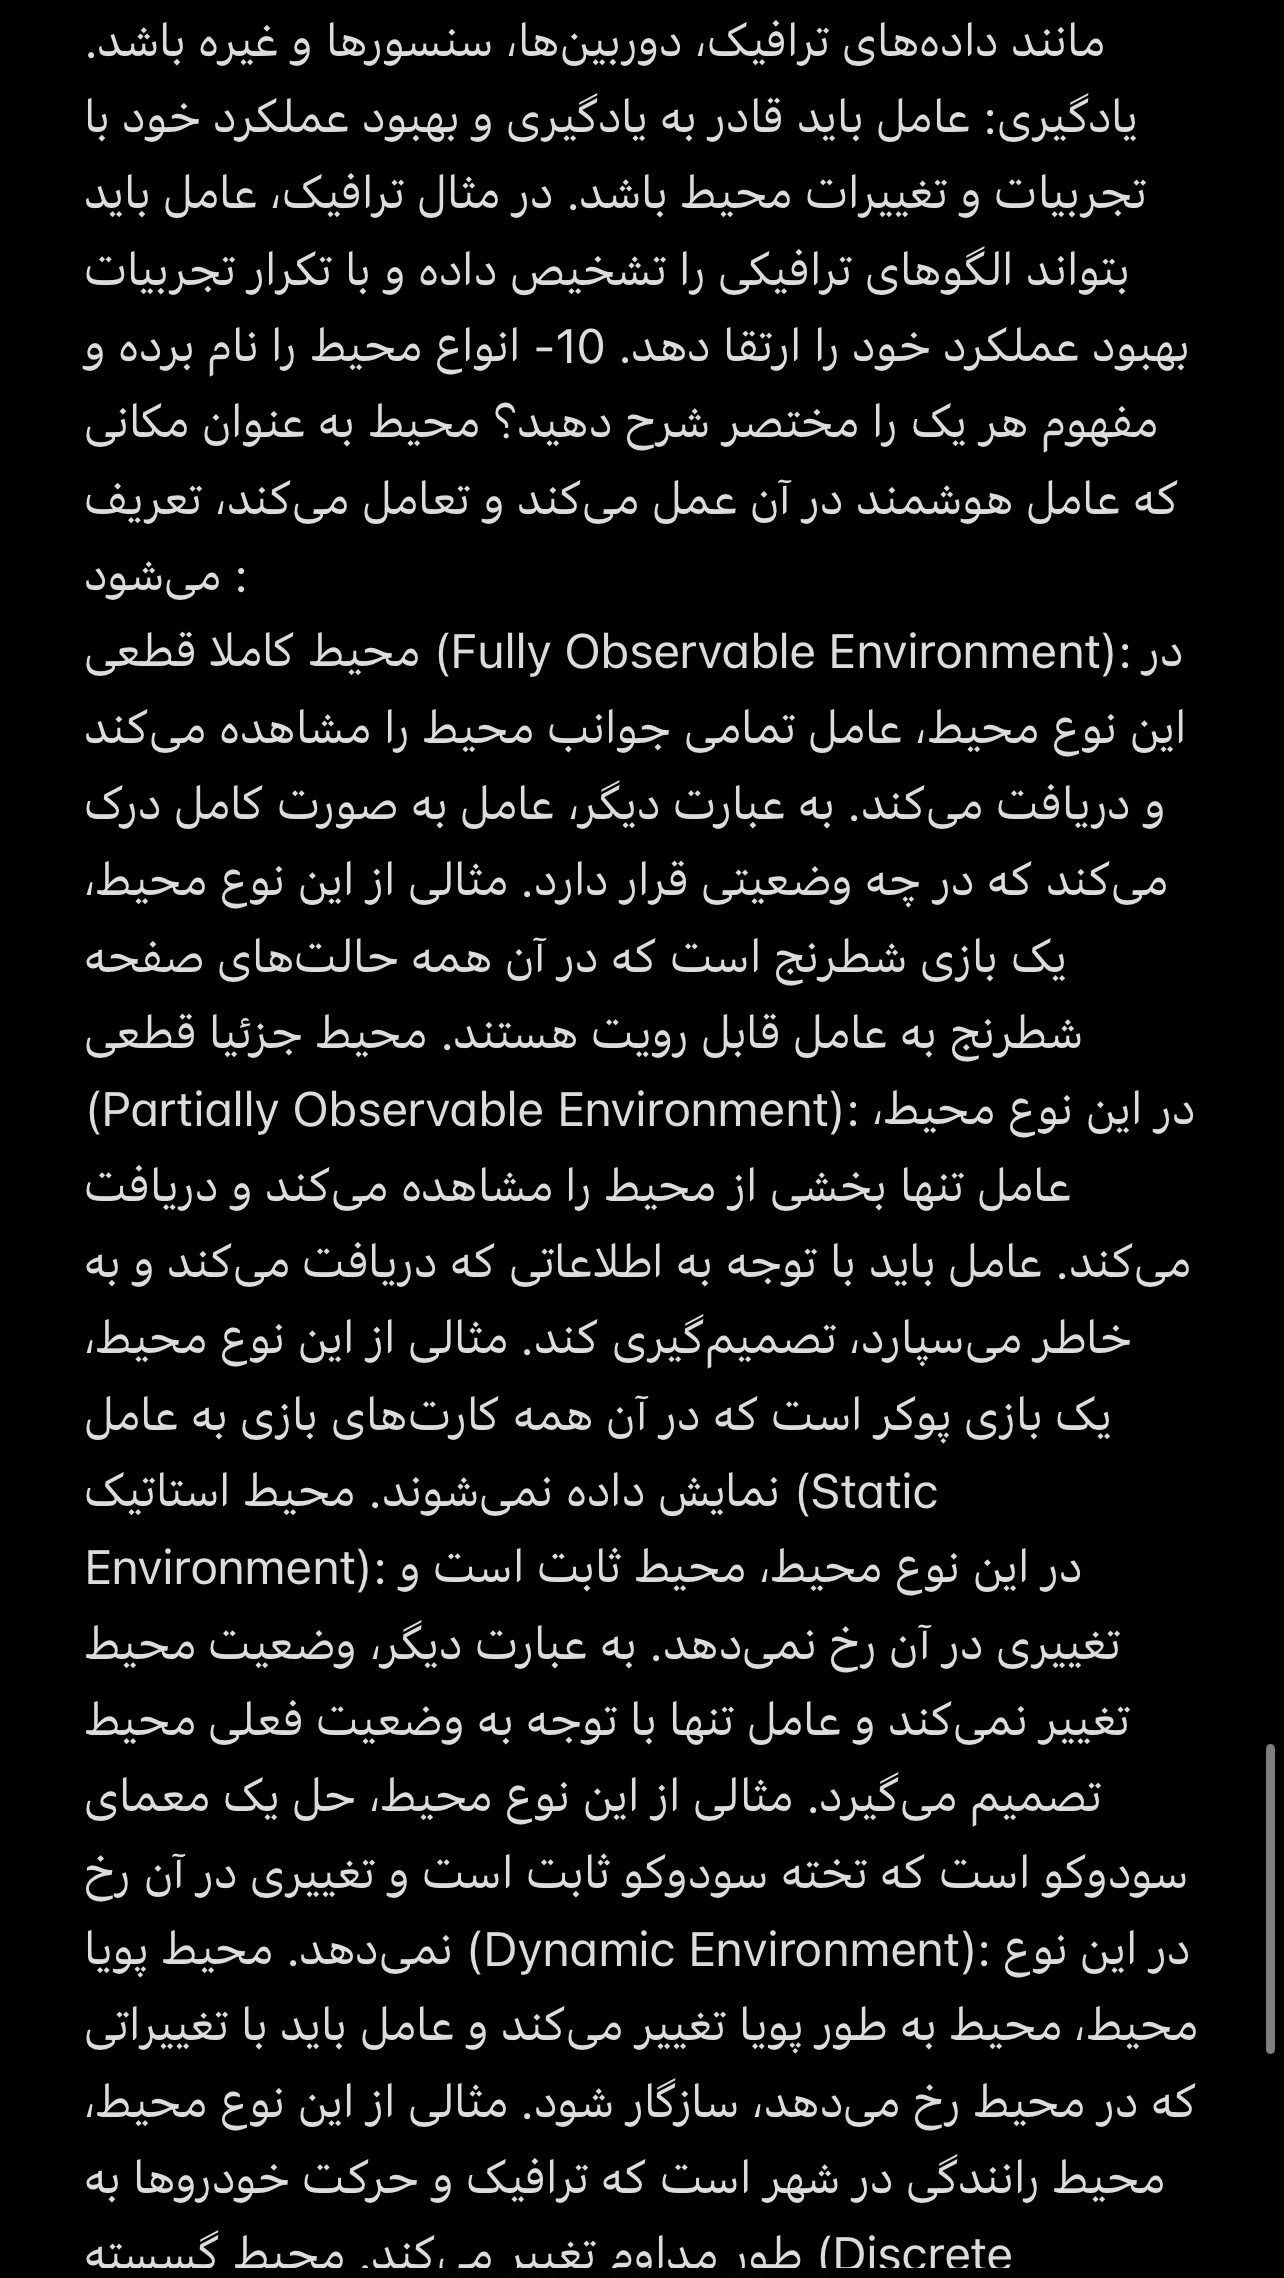 مانند داده‌های ترافیک، دوربین‌ها، سنسورها و غیره باشد.
یادگیری: عامل باید قادر به یادگیری و بهبود عملکرد خود با
تجربیات و تغییرات محیط باشد. در مثال ترافیک، عامل باید
بتواند الگوهای ترافیکی را تشخیص داده و با تکرار تجربیات
بهبود عملکرد خود را ارتقا دهد. 10- انواع محیط را نام برده و
مفهوم هر یک را مختصر شرح دهید؟ محیط به عنوان مکانی
که عامل هوشمند در آن عمل می‌کند و تعامل می‌کند، تعریف
می‌شود :
محیط کاملا قطعی (Fully Observable Environment): در
این نوع محیط، عامل تمامی جوانب محیط را مشاهده می‌کند
و دریافت می‌کند. به عبارت دیگر، عامل به صورت کامل درک
می‌کند که در چه وضعیتی قرار دارد. مثالی از این نوع محیط،
یک بازی شطرنج است که در آن همه حالت‌های صفحه
شطرنج به عامل قابل رویت هستند. محیط جزئیا قطعی
(Partially Observable Environment): در این نوع محیط،
عامل تنها بخشی از محیط را مشاهده می‌کند و دریافت
می‌کند. عامل باید با توجه به اطلاعاتی که دریافت می‌کند و به
خاطر می‌سپارد، تصمیم‌گیری کند. مثالی از این نوع محیط،
یک بازی پوکر است که در آن همه کارت‌های بازی به عامل
نمایش داده نمی‌شوند. محیط استاتیک (Static
Environment): در این نوع محیط، محیط ثابت است و
تغییری در آن رخ نمی‌دهد. به عبارت دیگر، وضعیت محیط
تغییر نمی‌کند و عامل تنها با توجه به وضعیت فعلی محیط
تصمیم می‌گیرد. مثالی از این نوع محیط، حل یک معمای
سودوکو است که تخته سودوکو ثابت است و تغییری در آن رخ
نمی‌دهد. محیط پویا (Dynamic Environment): در این نوع
محیط، محیط به طور پویا تغییر می‌کند و عامل باید با تغییراتی
که در محیط رخ می‌دهد، سازگار شود. مثالی از این نوع محیط،
محیط رانندگی در شهر است که ترافیک و حرکت خودروها به
طور مداوم تغییر می‌کند. محیط گسسته (Discrete